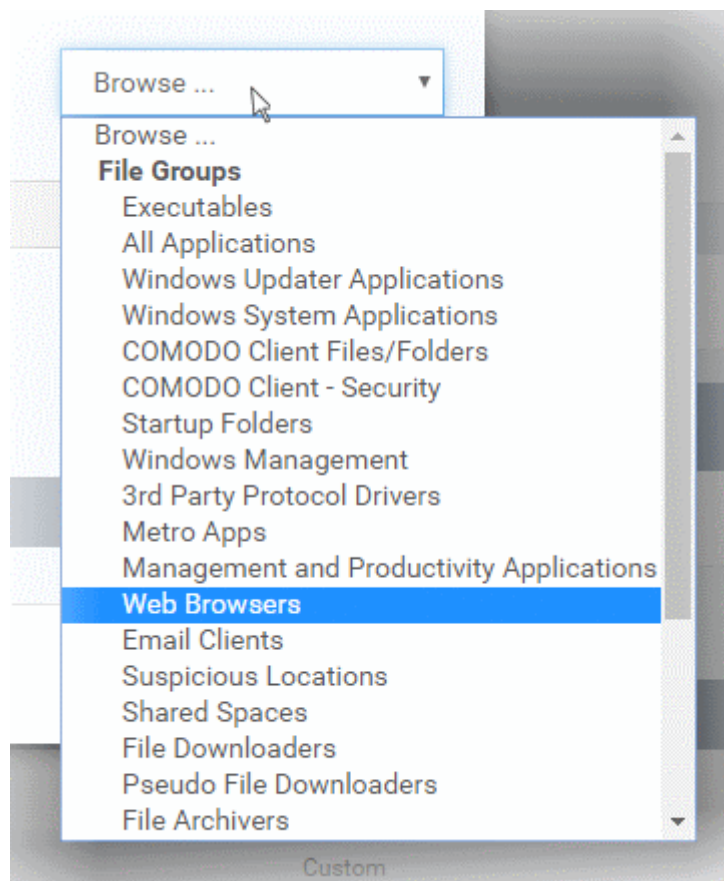 Browse ...
Browse ...
File Groups
Executables
All Applications
Windows Updater Applications
Windows System Applications
COMODO Client Files/Folders
COMODO Client - Security
Startup Folders
Windows Management
3rd Party Protocol Drivers
Metro Apps
Management and Productivity Applications
Web Browsers
Email Clients
Suspicious Locations
Shared Spaces
File Downloaders
Pseudo File Downloaders
File Archivers
Custom